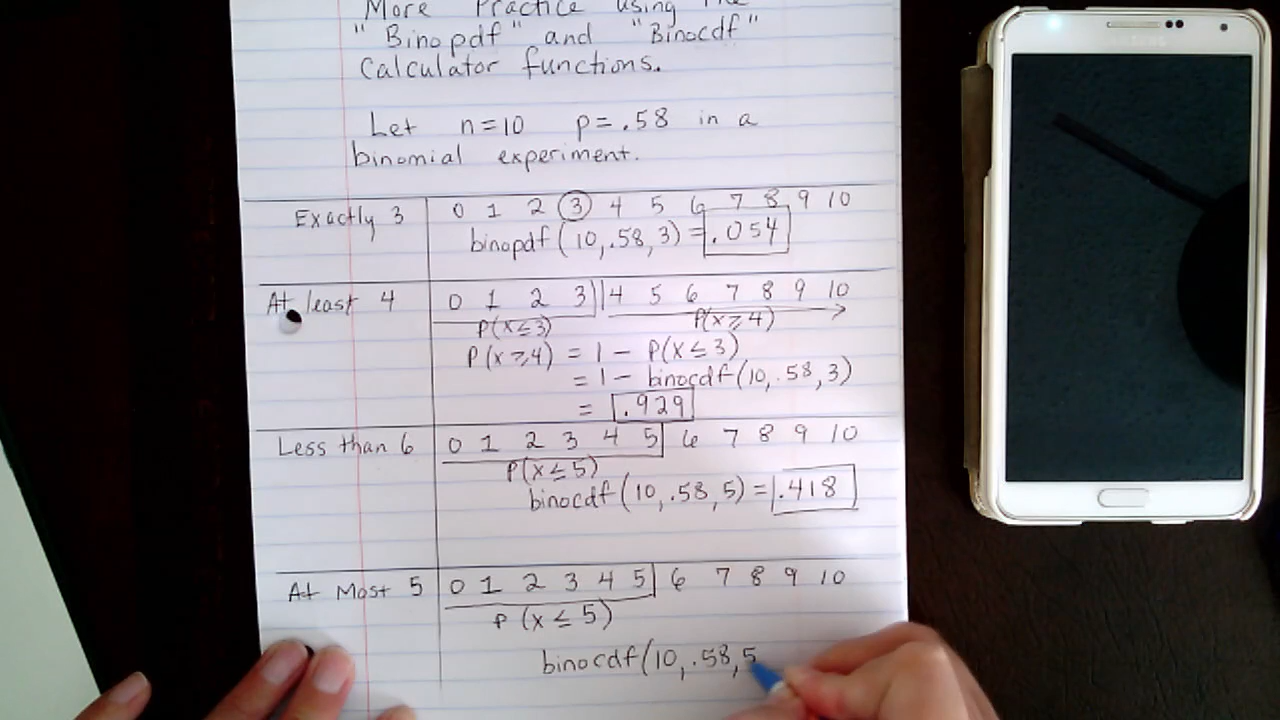 More Practice using the
"Binopdf" and "Binocdf"
Calculator functions.
Let n=10 p=.58 in a
binomial experiment.
Exactly 3 0 1 2 3 4 5 6 7 8 9 10
binopdf(10,.58,3) = .054
At least 4 0 1 2 3 4 5 6 7 8 9 10
P(x≤3) P(x≥4)
P(x≥4) = 1 - P(x≤3)
= 1 - binocdf(10,.58,3)
= .929
Less than 6 0 1 2 3 4 5 6 7 8 9 10
P(x≤5)
binocdf(10,.58,5) = .418
At Most 5 0 1 2 3 4 5 6 7 8 9 10
P(x≤5)
binocdf(10,.58,5